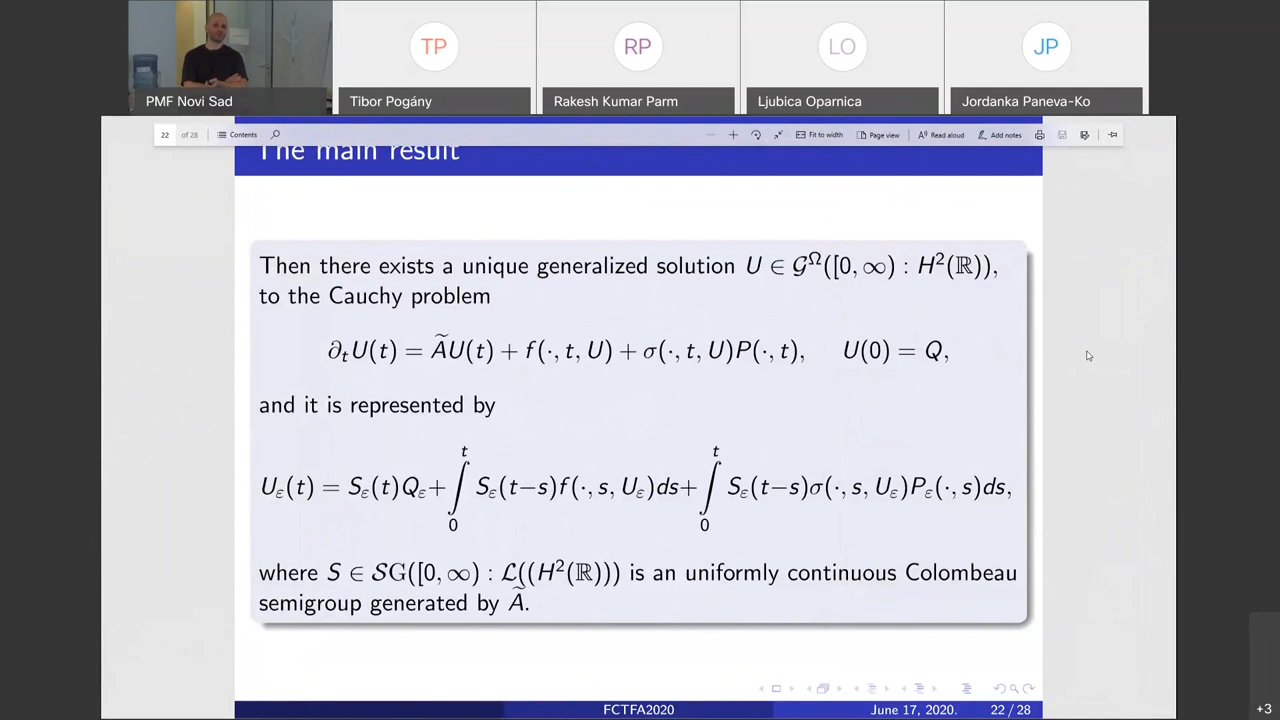 TP
RP
LO
JP
PMF Novi Sad
Tibor Pogány
Rakesh Kumar Parm
Ljubica Oparnica
Jordanka Paneva-Ko
22 of 28 Contents Fit to width Page view Read aloud Add notes
The main result
Then there exists a unique generalized solution U ∈ 𝒢^Ω([0, ∞) : H²(ℝ)),
to the Cauchy problem
∂ₜU(t) = ÃU(t) + f(·, t, U) + σ(·, t, U)P(·, t), U(0) = Q,
and it is represented by
U_ε(t) = S_ε(t)Q_ε + ∫₀ᵗ S_ε(t−s)f(·, s, U_ε)ds + ∫₀ᵗ S_ε(t−s)σ(·, s, U_ε)P_ε(·, s)ds,
where S ∈ 𝒮G([0, ∞) : ℒ((H²(ℝ))) is an uniformly continuous Colombeau
semigroup generated by Ã.
FCTFA2020 June 17, 2020. 22 / 28
+3